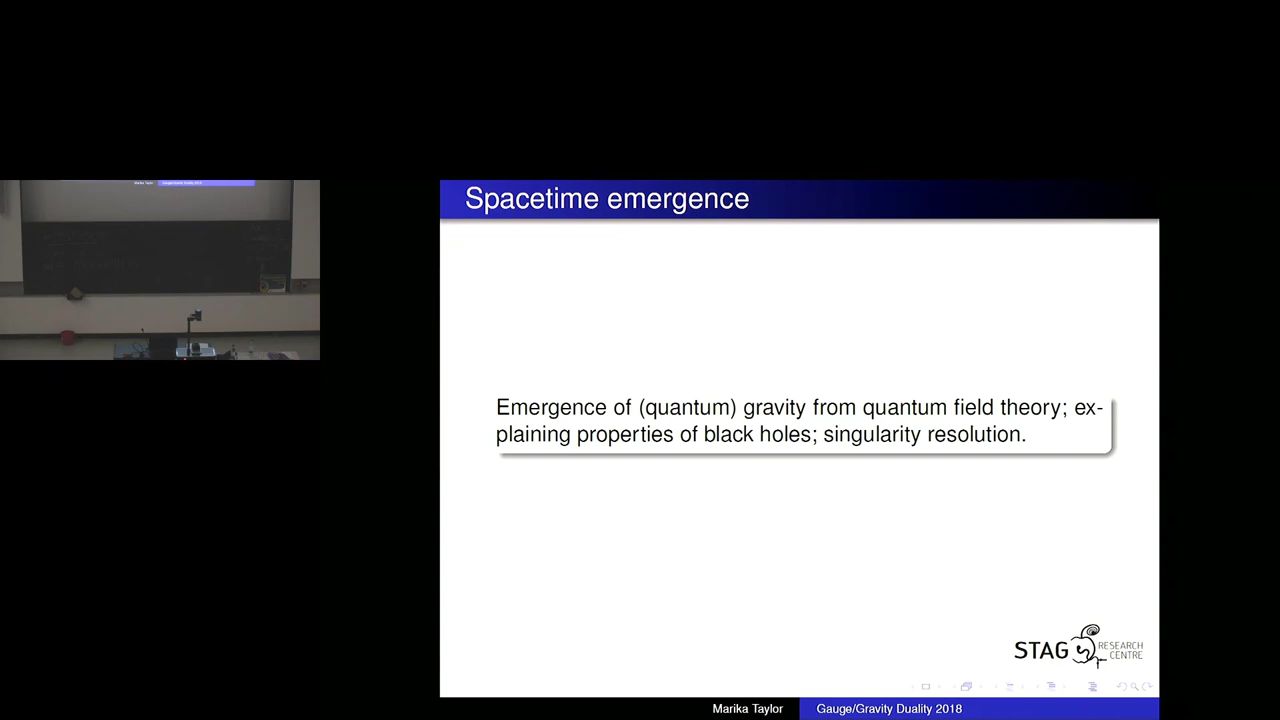 Spacetime emergence
Emergence of (quantum) gravity from quantum field theory; ex-
plaining properties of black holes; singularity resolution.
STAG RESEARCH
CENTRE
Marika Taylor Gauge/Gravity Duality 2018